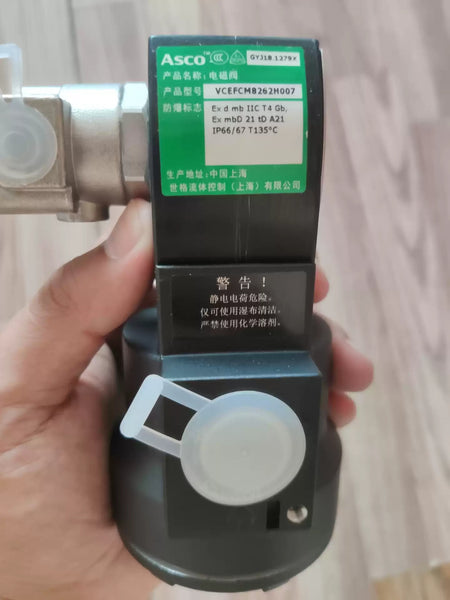 ASCO™ GYJ18.1279X
产品名称: 电磁阀
产品型号 VCEFCM8262H007
防爆标志 Ex d mb IIC T4 Gb,
Ex mbD 21 tD A21
IP66/67 T135°C
生产地址: 中国上海
世格流体控制（上海）有限公司
警告！
静电电荷危险。
仅可使用湿布清洁。
严禁使用化学溶剂。